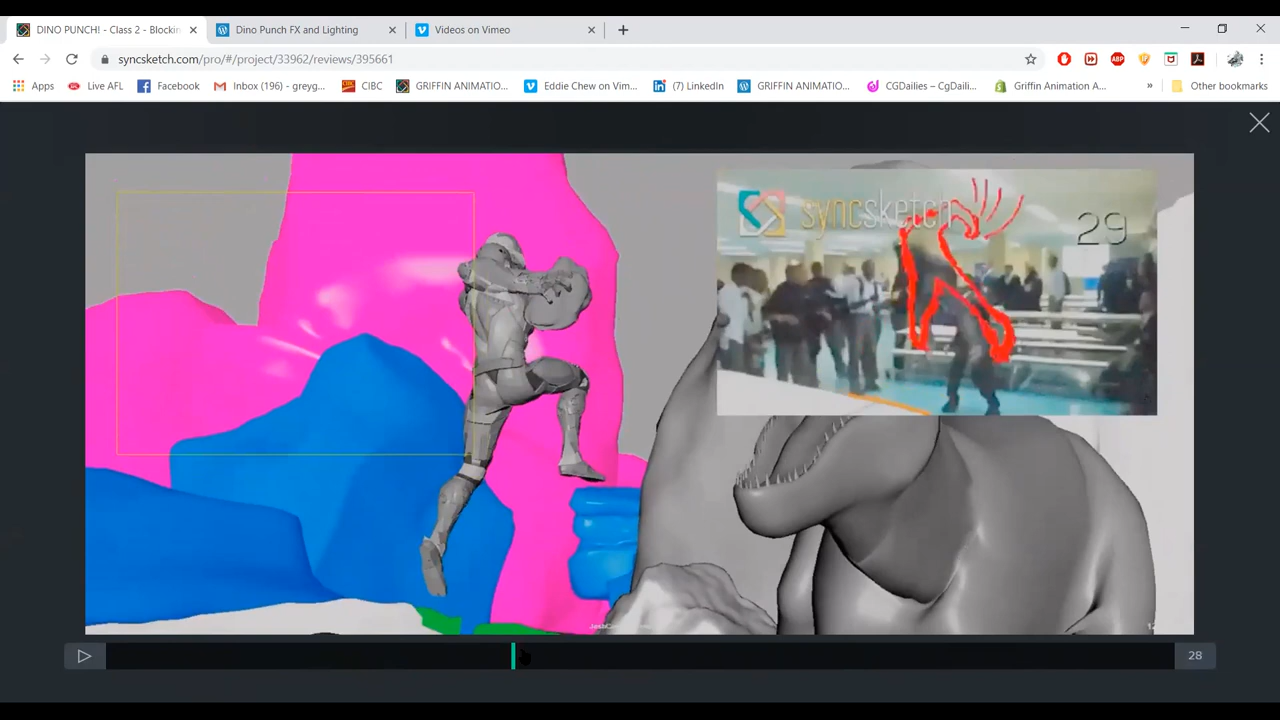 DINO PUNCH! - Class 2 - Blockin
Dino Punch FX and Lighting
Videos on Vimeo
syncsketch.com/pro/#/project/33962/reviews/395661
Apps
Live AFL
Facebook
Inbox (196) - greyg...
CIBC
GRIFFIN ANIMATIO...
Eddie Chew on Vim...
(7) LinkedIn
GRIFFIN ANIMATIO...
CGDailies – CgDaili...
Griffin Animation A...
Other bookmarks
syncsketch
29
28